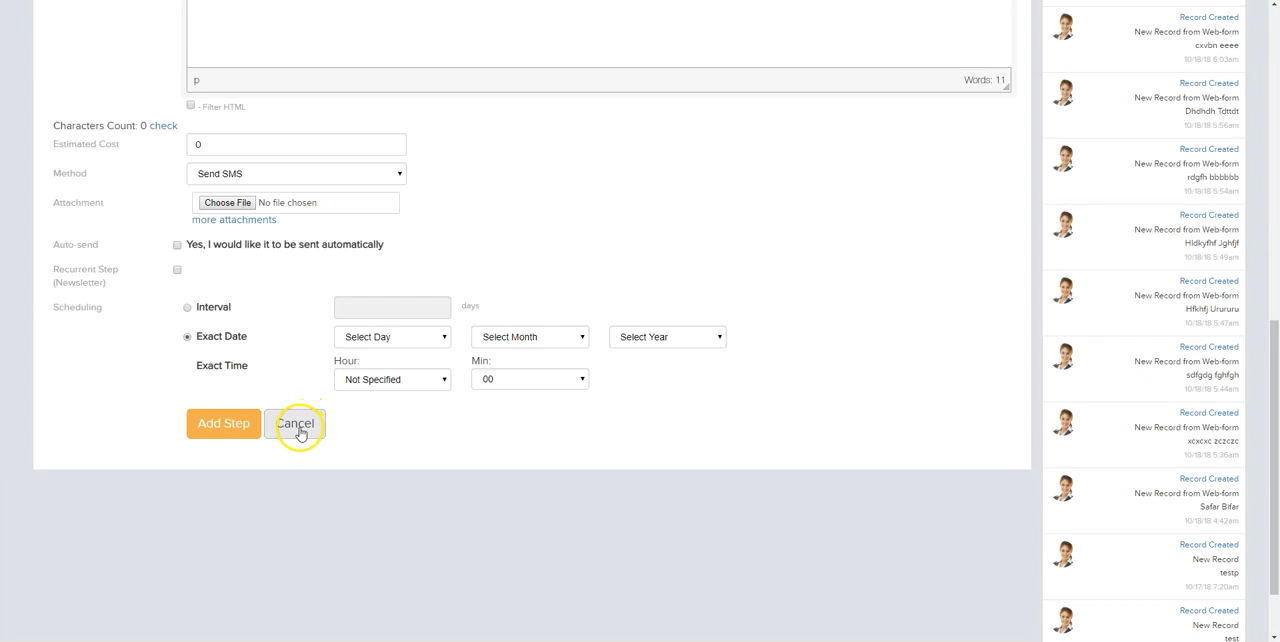 p
Words: 11
- Filter HTML
Characters Count: 0 check
Estimated Cost
0
Method
Send SMS
Attachment
Choose File No file chosen
more attachments
Auto-send
Yes, I would like it to be sent automatically
Recurrent Step
(Newsletter)
Scheduling
Interval
days
Exact Date
Select Day
Select Month
Select Year
Exact Time
Hour:
Min:
Not Specified
00
Add Step
Cancel
Record Created
New Record from Web-form
cxvbn eeee
10/18/18 6:03am
Record Created
New Record from Web-form
Dhdhdh Tdttdt
10/18/18 5:56am
Record Created
New Record from Web-form
rdgfh bbbbbb
10/18/18 5:54am
Record Created
New Record from Web-form
Hldkyfhf Jghfjf
10/18/18 5:49am
Record Created
New Record from Web-form
Hfkhfj Urururu
10/18/18 5:47am
Record Created
New Record from Web-form
sdfgdg fghfgh
10/18/18 5:44am
Record Created
New Record from Web-form
xcxcxc zczczc
10/18/18 5:36am
Record Created
New Record from Web-form
Safar Bifar
10/18/18 4:42am
Record Created
New Record
testp
10/17/18 7:20am
Record Created
New Record
test